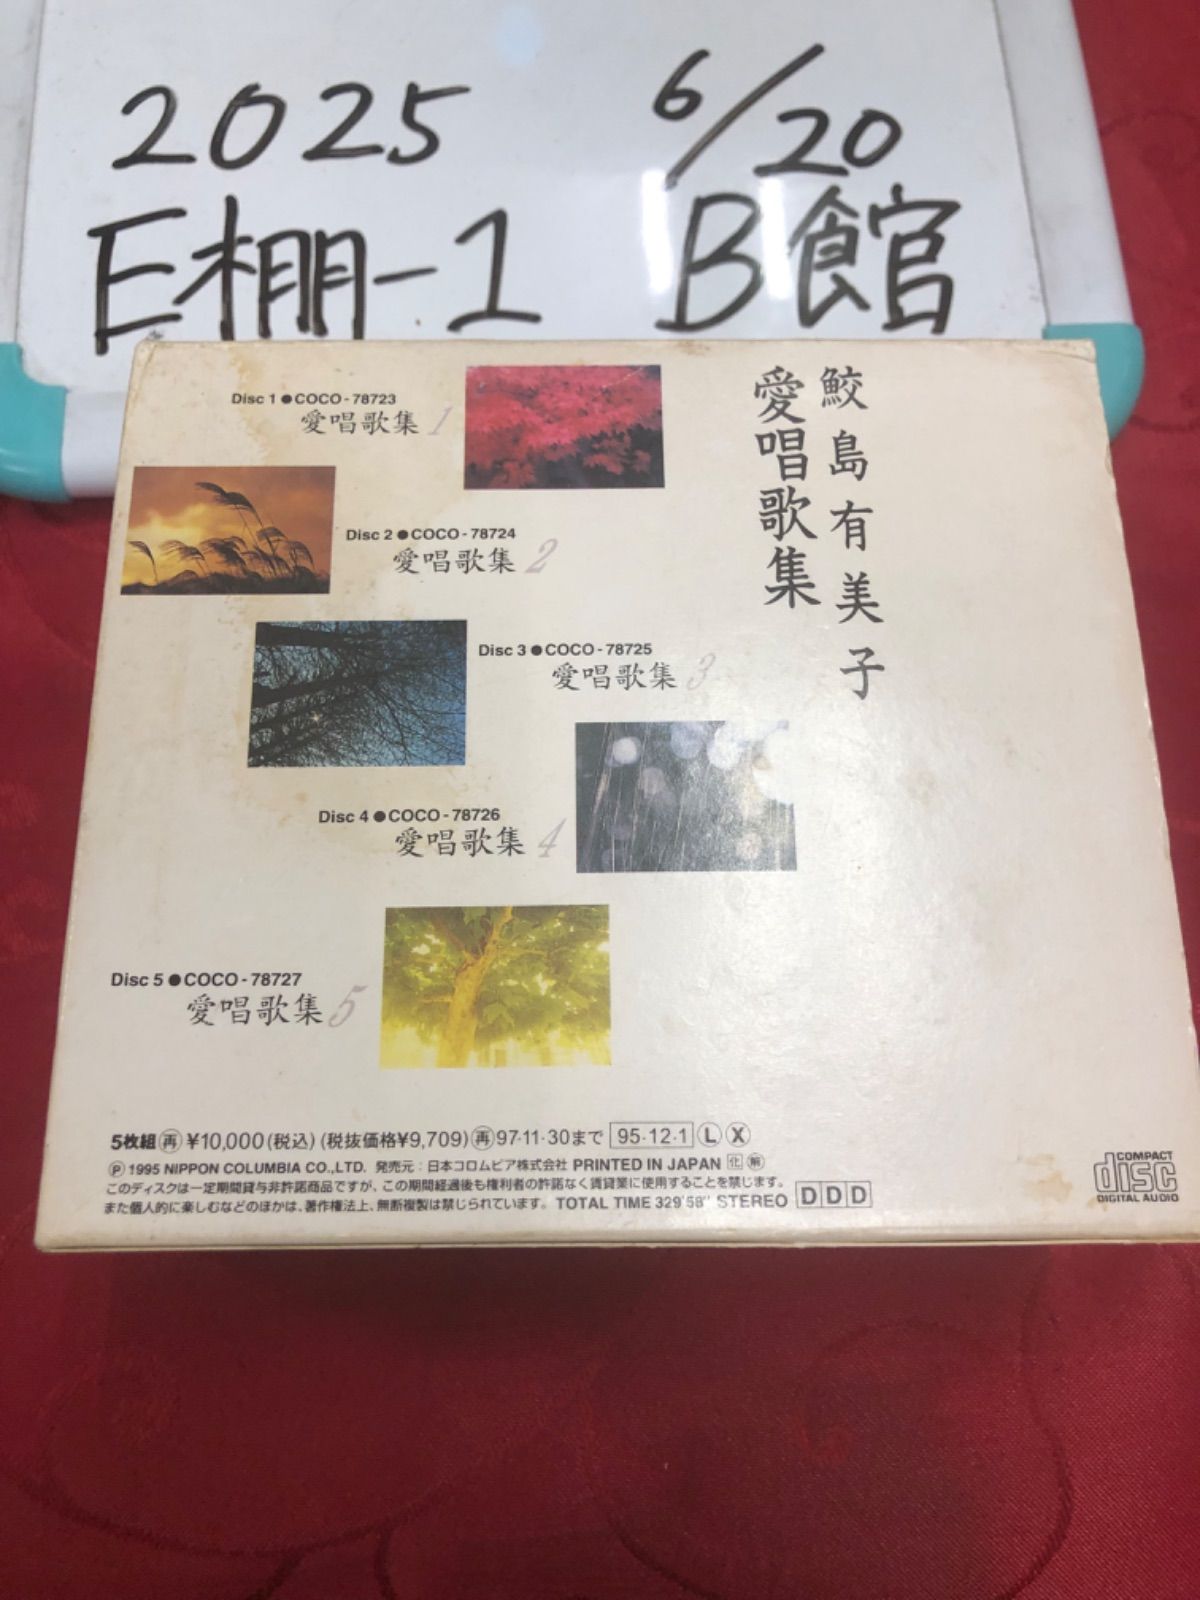 2025 6/20
E棚-1 B館
鮫島有美子
愛唱歌集
Disc 1●COCO-78723
愛唱歌集 1
Disc 2●COCO-78724
愛唱歌集 2
Disc 3●COCO-78725
愛唱歌集 3
Disc 4●COCO-78726
愛唱歌集 4
Disc 5●COCO-78727
愛唱歌集 5
5枚組 再 ¥10,000(税込)(税抜価格¥9,709) 再 97·11·30まで 95·12·1 L X
Ⓟ1995 NIPPON COLUMBIA CO.,LTD. 発売元:日本コロムビア株式会社 PRINTED IN JAPAN
このディスクは一定期間貸与非許諾商品ですが、この期間経過後も権利者の許諾なく賃貸業に使用することを禁じます。
また個人的に楽しむなどのほかは、著作権法上、無断複製は禁じられています。 TOTAL TIME 329'58" STEREO DDD
COMPACT
disc
DIGITAL AUDIO